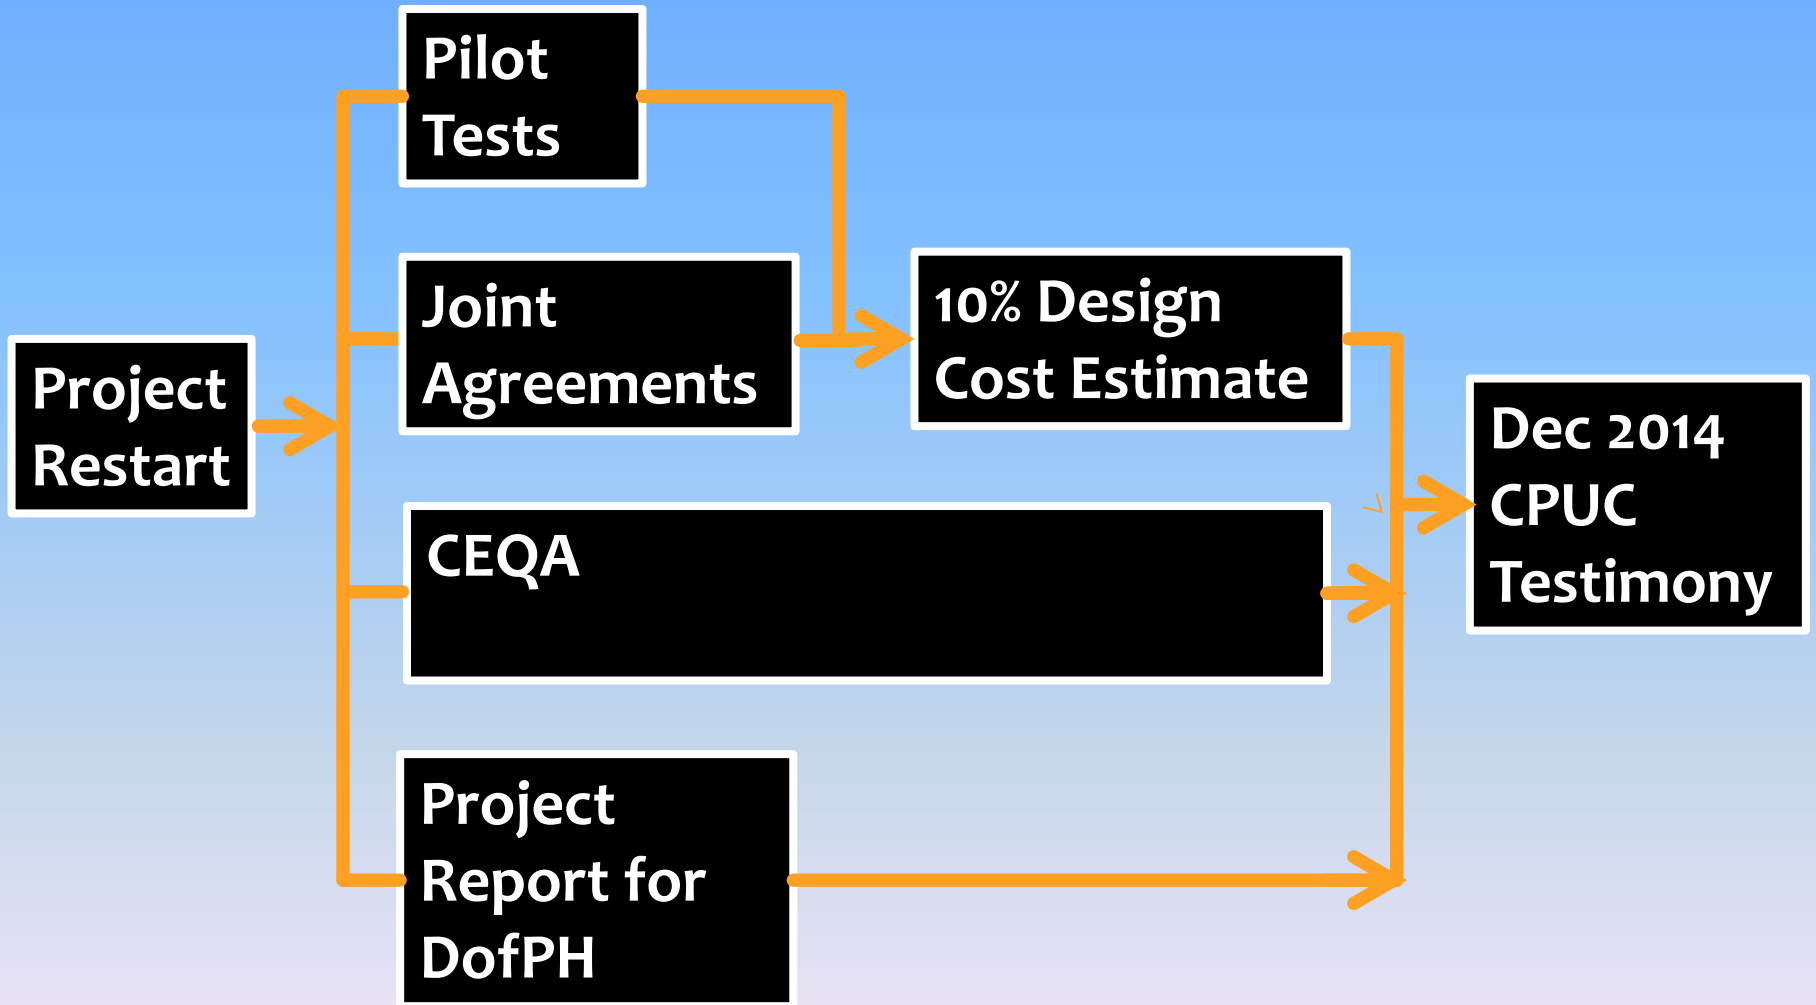 Pilot
Tests
Joint
Agreements
10% Design
Cost Estimate
Project
Restart
Dec 2014
CPUC
Testimony
CEQA
Project
Report for
DofPH